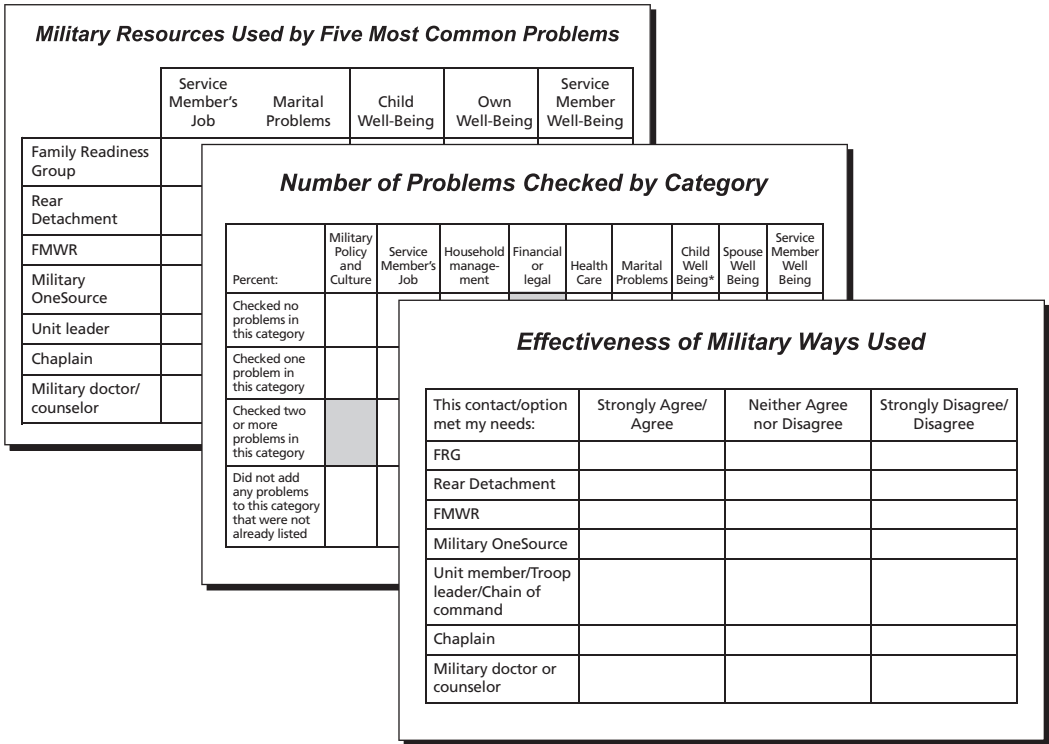 Military Resources Used by Five Most Common Problems
Service
Member's
Job
Marital
Problems
Child
Well-Being
Own
Well-Being
Service
Member
Well-Being
Family Readiness
Group
Rear
Detachment
FMWR
Military
OneSource
Unit leader
Chaplain
Military doctor/
counselor
Number of Problems Checked by Category
Percent:
Military
Policy
and
Culture
Service
Member's
Job
Household
manage-
ment
Financial
or
legal
Health
Care
Marital
Problems
Child
Well
Being*
Spouse
Well
Being
Service
Member
Well
Being
Checked no
problems in
this category
Checked one
problem in
this category
Checked two
or more
problems in
this category
Did not add
any problems
to this category
that were not
already listed
Effectiveness of Military Ways Used
This contact/option
met my needs:
Strongly Agree/
Agree
Neither Agree
nor Disagree
Strongly Disagree/
Disagree
FRG
Rear Detachment
FMWR
Military OneSource
Unit member/Troop
leader/Chain of
command
Chaplain
Military doctor or
counselor